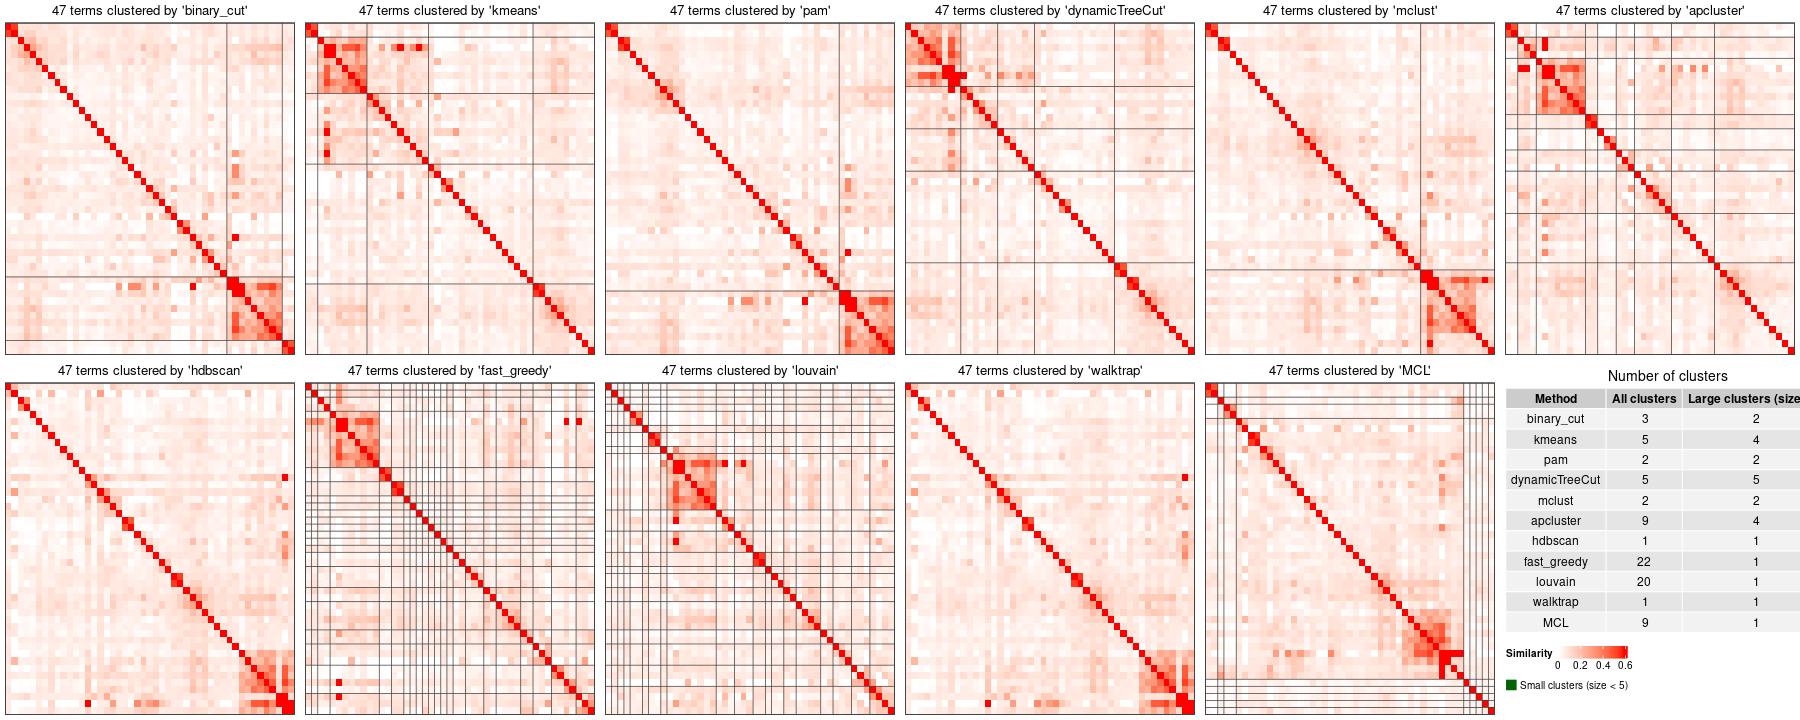 47 terms clustered by 'binary_cut'
47 terms clustered by 'kmeans'
47 terms clustered by 'pam'
47 terms clustered by 'dynamicTreeCut'
47 terms clustered by 'mclust'
47 terms clustered by 'apcluster'
47 terms clustered by 'hdbscan'
47 terms clustered by 'fast_greedy'
47 terms clustered by 'louvain'
47 terms clustered by 'walktrap'
47 terms clustered by 'MCL'
Number of clusters
Method All clusters Large clusters (size
binary_cut 3 2
kmeans 5 4
pam 2 2
dynamicTreeCut 5 5
mclust 2 2
apcluster 9 4
hdbscan 1 1
fast_greedy 22 1
louvain 20 1
walktrap 1 1
MCL 9 1
Similarity
0 0.2 0.4 0.6
Small clusters (size < 5)